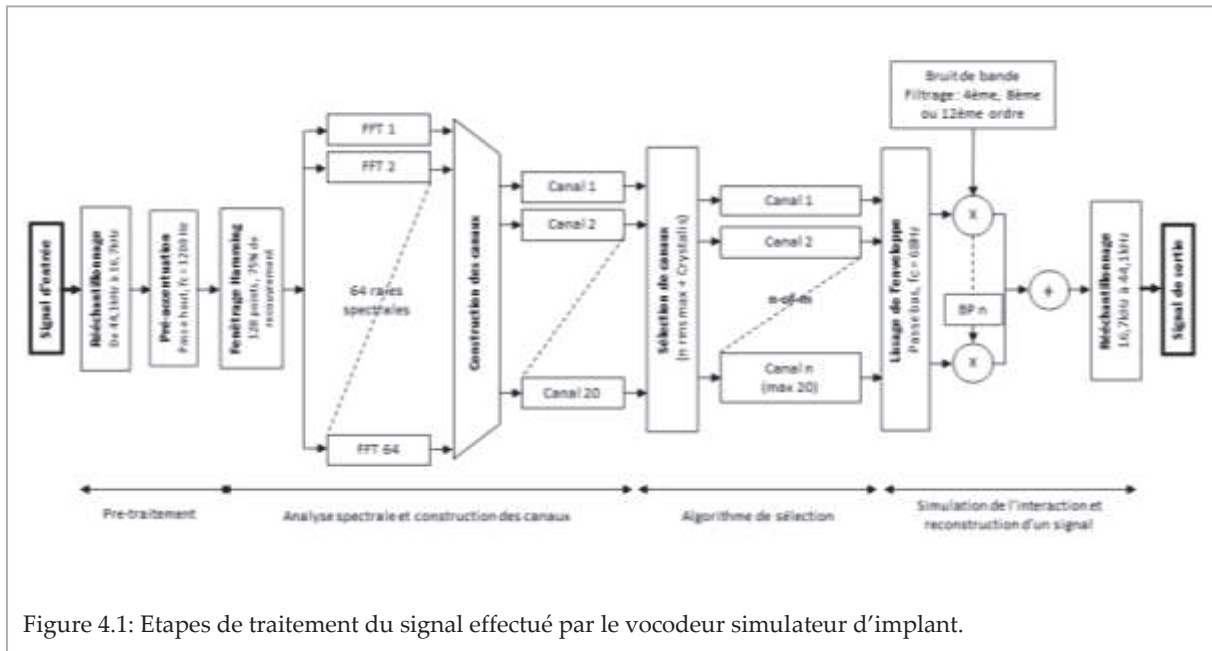 Bruit de bande
Filtrage : 4ème, 8ème
ou 12ème ordre
Signal d'entrée
Rééchantillonnage
De 44,1kHz à 16,7kHz
Pré-accentuation
Passe haut, fc = 1200 Hz
Fenêtrage Hamming
128 points, 75% de
recouvrement
FFT 1
FFT 2
64 raies
spectrales
FFT 64
Construction des canaux
Canal 1
Canal 2
Canal 20
Sélection de canaux
(n rms max + Crystalis)
Canal 1
Canal 2
n-of-m
Canal n
(max 20)
Lissage de l'enveloppe
Passe bas, fc = 68Hz
X
BP n
X
+
Rééchantillonnage
16,7kHz à 44,1kHz
Signal de sortie
Pre-traitement
Analyse spectrale et construction des canaux
Algorithme de sélection
Simulation de l'interaction et
reconstruction d'un signal
Figure 4.1: Etapes de traitement du signal effectué par le vocodeur simulateur d'implant.